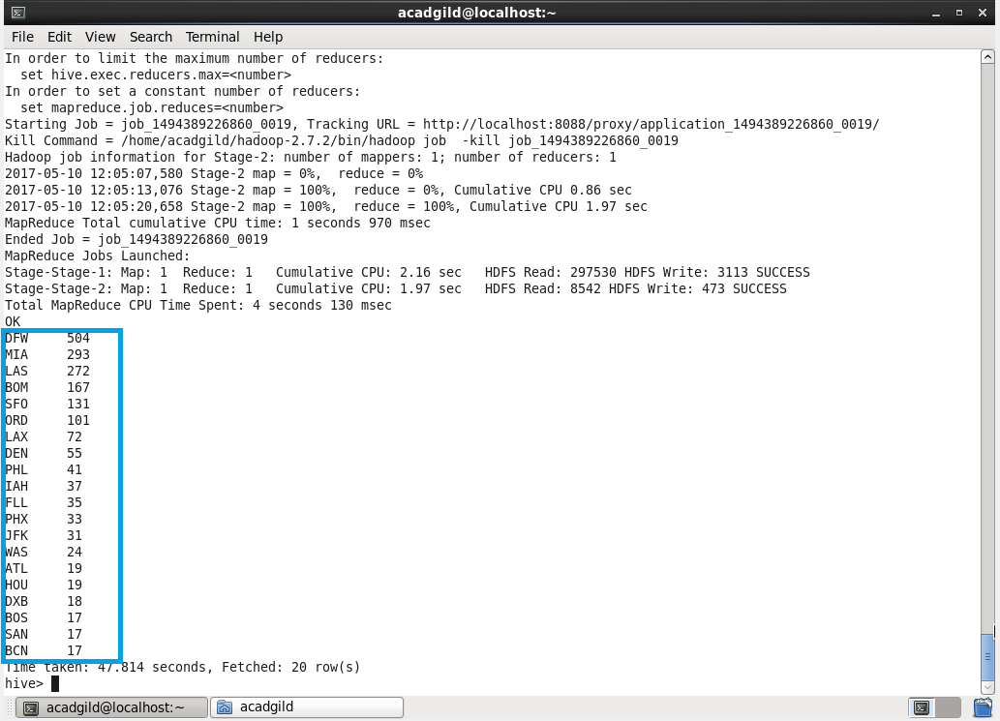 acadgild@localhost:~
File Edit View Search Terminal Help
In order to limit the maximum number of reducers:
  set hive.exec.reducers.max=<number>
In order to set a constant number of reducers:
  set mapreduce.job.reduces=<number>
Starting Job = job_1494389226860_0019, Tracking URL = http://localhost:8088/proxy/application_1494389226860_0019/
Kill Command = /home/acadgild/hadoop-2.7.2/bin/hadoop job  -kill job_1494389226860_0019
Hadoop job information for Stage-2: number of mappers: 1; number of reducers: 1
2017-05-10 12:05:07,580 Stage-2 map = 0%,  reduce = 0%
2017-05-10 12:05:13,076 Stage-2 map = 100%,  reduce = 0%, Cumulative CPU 0.86 sec
2017-05-10 12:05:20,658 Stage-2 map = 100%,  reduce = 100%, Cumulative CPU 1.97 sec
MapReduce Total cumulative CPU time: 1 seconds 970 msec
Ended Job = job_1494389226860_0019
MapReduce Jobs Launched:
Stage-Stage-1: Map: 1  Reduce: 1   Cumulative CPU: 2.16 sec   HDFS Read: 297530 HDFS Write: 3113 SUCCESS
Stage-Stage-2: Map: 1  Reduce: 1   Cumulative CPU: 1.97 sec   HDFS Read: 8542 HDFS Write: 473 SUCCESS
Total MapReduce CPU Time Spent: 4 seconds 130 msec
OK
DFW     504
MIA     293
LAS     272
BOM     167
SFO     131
ORD     101
LAX     72
DEN     55
PHL     41
IAH     37
FLL     35
PHX     33
JFK     31
WAS     24
ATL     19
HOU     19
DXB     18
BOS     17
SAN     17
BCN     17
Time taken: 47.814 seconds, Fetched: 20 row(s)
hive>
acadgild@localhost:~ acadgild